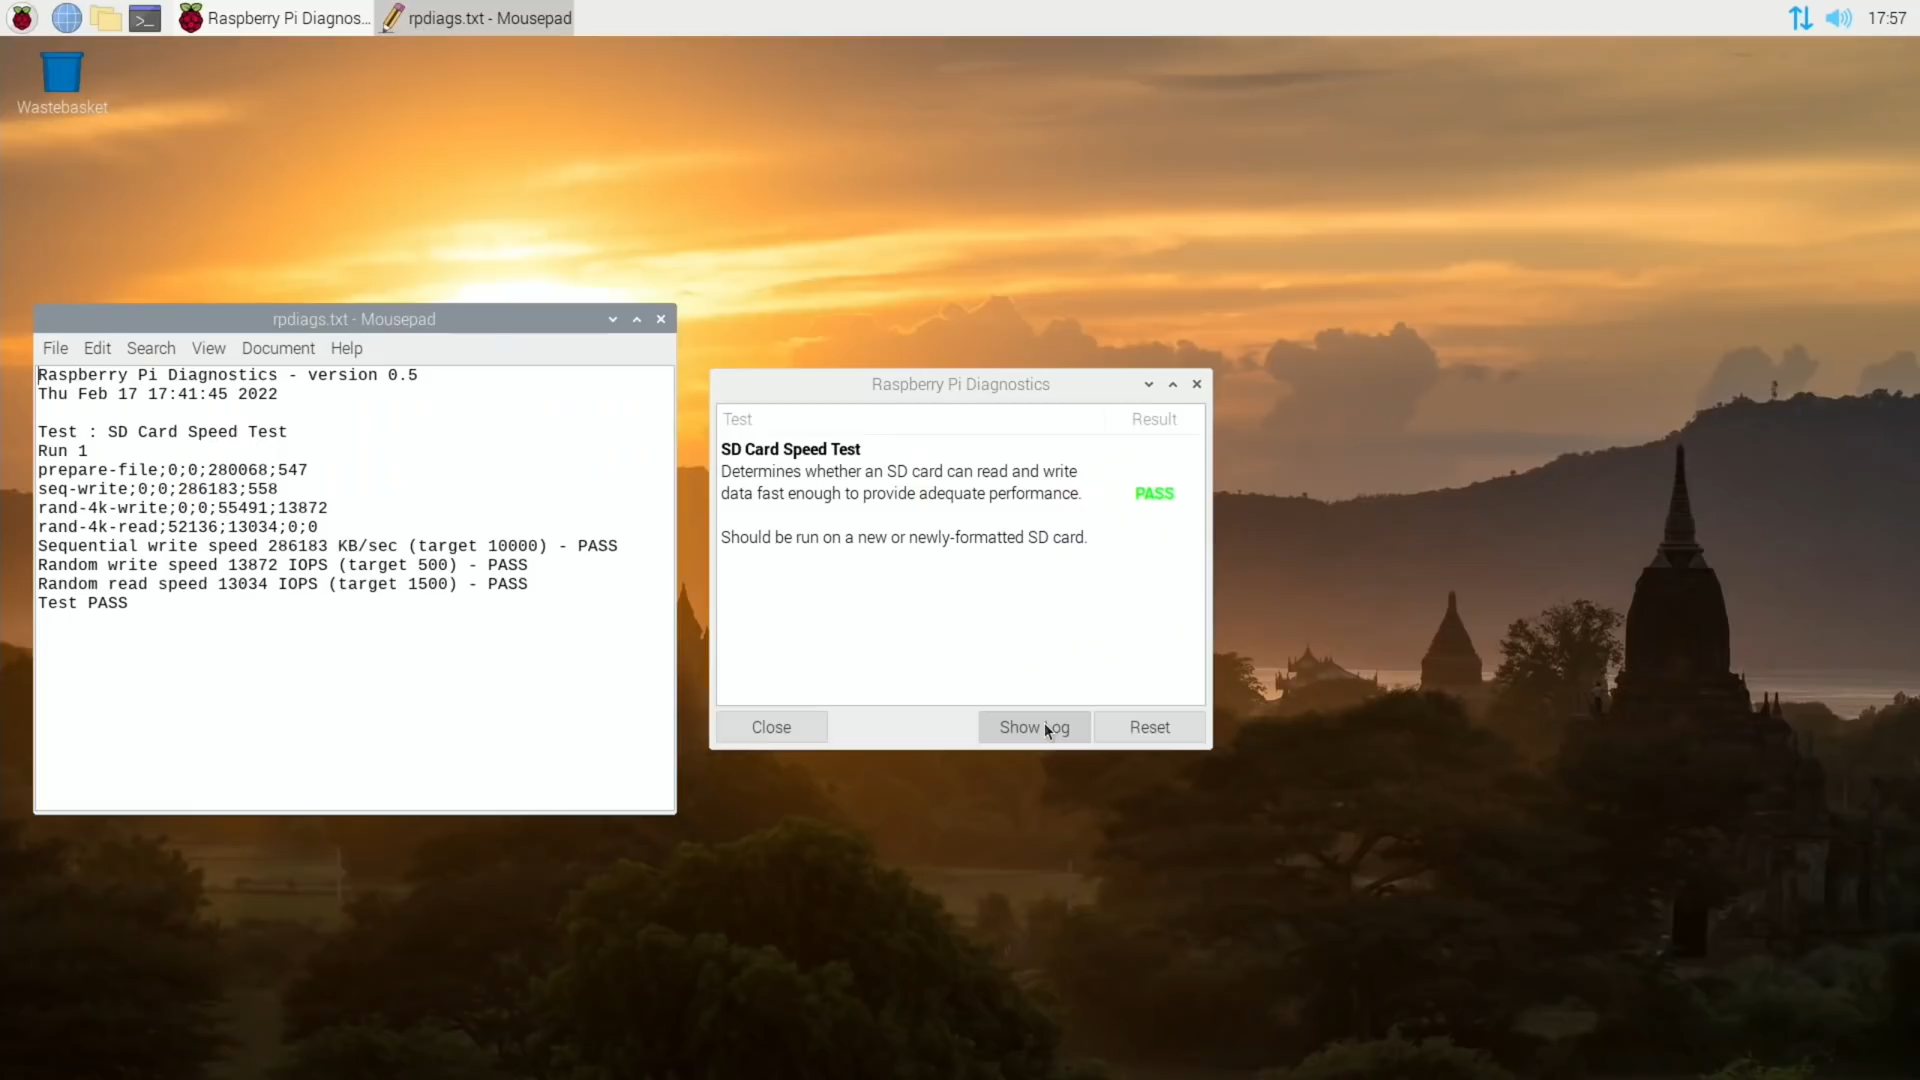 Raspberry Pi Diagnos...
rpdiags.txt - Mousepad
17:57
Wastebasket
rpdiags.txt - Mousepad
File Edit Search View Document Help
Raspberry Pi Diagnostics - version 0.5
Thu Feb 17 17:41:45 2022
Test : SD Card Speed Test
Run 1
prepare-file;0;0;280068;547
seq-write;0;0;286183;558
rand-4k-write;0;0;55491;13872
rand-4k-read;52136;13034;0;0
Sequential write speed 286183 KB/sec (target 10000) - PASS
Random write speed 13872 IOPS (target 500) - PASS
Random read speed 13034 IOPS (target 1500) - PASS
Test PASS
Raspberry Pi Diagnostics
Test Result
SD Card Speed Test
Determines whether an SD card can read and write
data fast enough to provide adequate performance.
PASS
Should be run on a new or newly-formatted SD card.
Close Show Log Reset